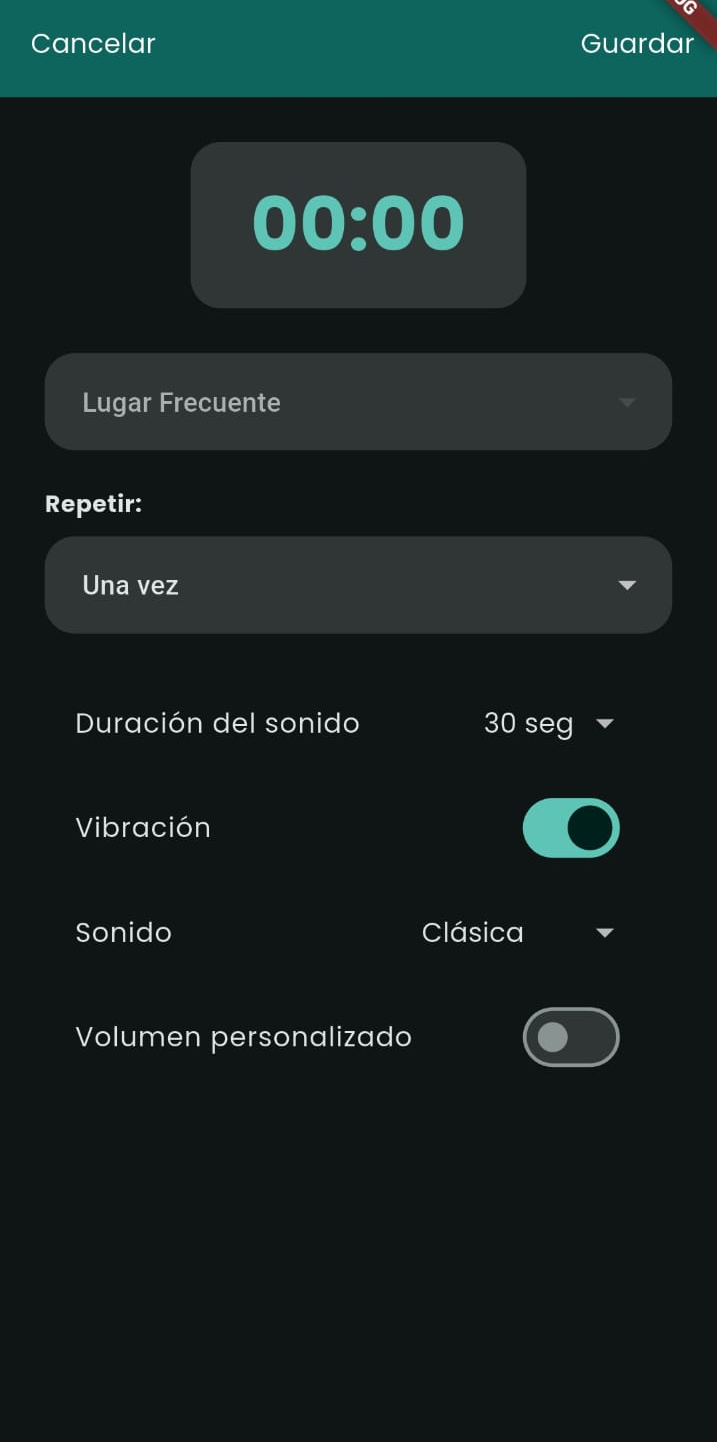 Cancelar
Guardar
00:00
Lugar Frecuente
Repetir:
Una vez
Duración del sonido
30 seg
Vibración
Sonido
Clásica
Volumen personalizado